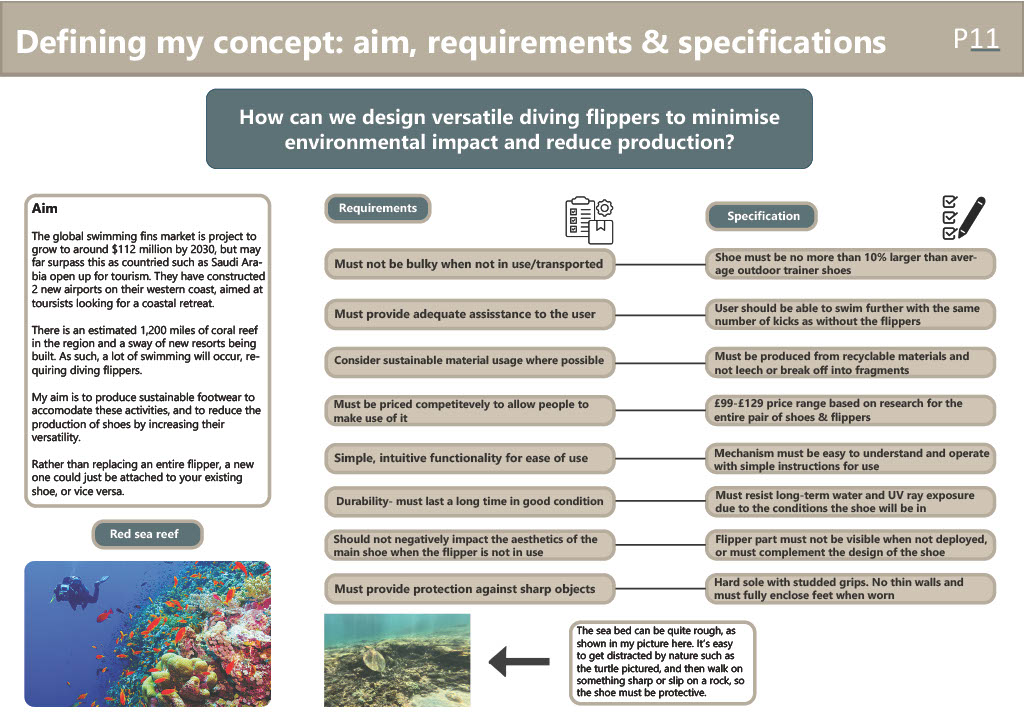 Defining my concept: aim, requirements & specifications
P11
How can we design versatile diving flippers to minimise
environmental impact and reduce production?
Aim
The global swimming fins market is project to
grow to around $112 million by 2030, but may
far surpass this as countried such as Saudi Ara-
bia open up for tourism. They have constructed
2 new airports on their western coast, aimed at
toursists looking for a coastal retreat.
There is an estimated 1,200 miles of coral reef
in the region and a sway of new resorts being
built. As such, a lot of swimming will occur, re-
quiring diving flippers.
My aim is to produce sustainable footwear to
accomodate these activities, and to reduce the
production of shoes by increasing their
versatility.
Rather than replacing an entire flipper, a new
one could just be attached to your existing
shoe, or vice versa.
Red sea reef
Requirements
Specification
Must not be bulky when not in use/transported
Shoe must be no more than 10% larger than aver-
age outdoor trainer shoes
Must provide adequate assisstance to the user
User should be able to swim further with the same
number of kicks as without the flippers
Consider sustainable material usage where possible
Must be produced from recyclable materials and
not leech or break off into fragments
Must be priced competitevely to allow people to
make use of it
£99-£129 price range based on research for the
entire pair of shoes & flippers
Simple, intuitive functionality for ease of use
Mechanism must be easy to understand and operate
with simple instructions for use
Durability- must last a long time in good condition
Must resist long-term water and UV ray exposure
due to the conditions the shoe will be in
Should not negatively impact the aesthetics of the
main shoe when the flipper is not in use
Flipper part must not be visible when not deployed,
or must complement the design of the shoe
Must provide protection against sharp objects
Hard sole with studded grips. No thin walls and
must fully enclose feet when worn
The sea bed can be quite rough, as
shown in my picture here. It's easy
to get distracted by nature such as
the turtle pictured, and then walk on
something sharp or slip on a rock, so
the shoe must be protective.